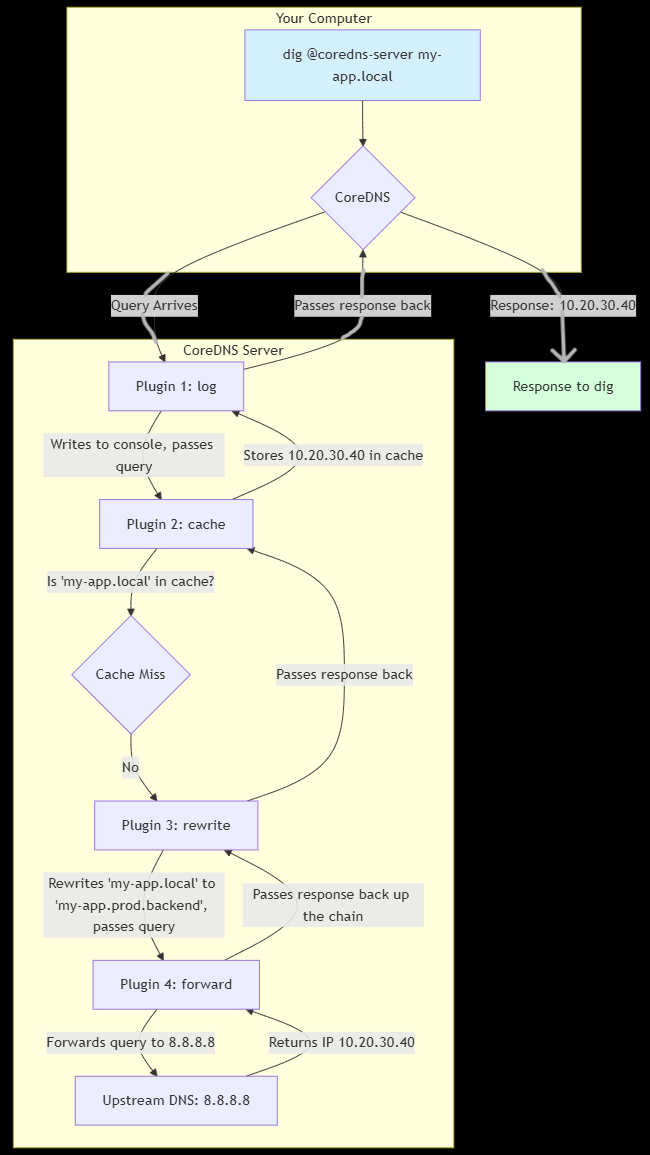 Your Computer
dig @coredns-server my-
app.local
CoreDNS
Query Arrives
Passes response back
Response: 10.20.30.40
CoreDNS Server
Plugin 1: log
Response to dig
Writes to console, passes
query
Stores 10.20.30.40 in cache
Plugin 2: cache
Is 'my-app.local' in cache?
Cache Miss
Passes response back
No
Plugin 3: rewrite
Rewrites 'my-app.local' to
'my-app.prod.backend',
passes query
Passes response back up
the chain
Plugin 4: forward
Forwards query to 8.8.8.8
Returns IP 10.20.30.40
Upstream DNS: 8.8.8.8